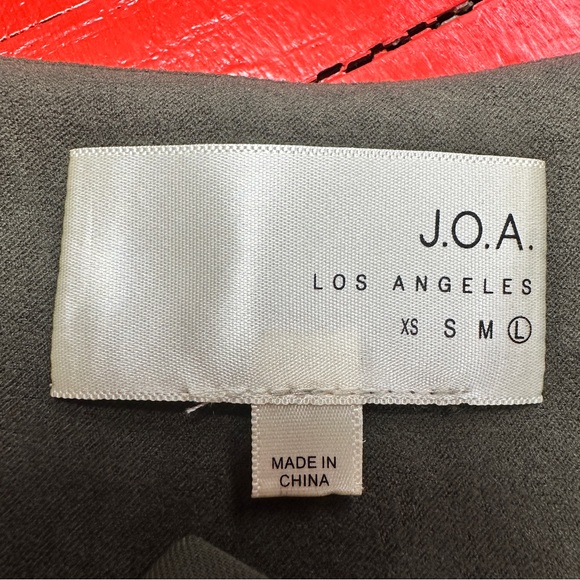 J.O.A.
LOS ANGELES
XS S M L
MADE IN
CHINA